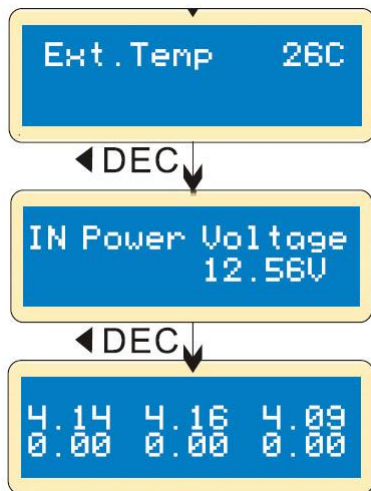 Ext.Temp 26C
DEC
IN Power Voltage
12.56V
DEC
4.14 4.16 4.09
0.00 0.00 0.00